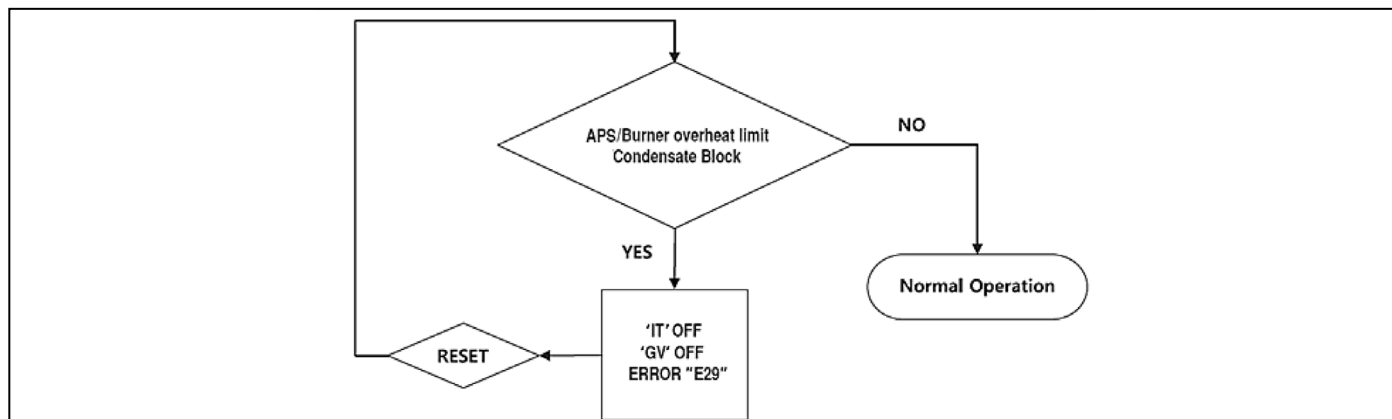 APS/Burner overheat limit
Condensate Block
NO
YES
Normal Operation
‘IT’ OFF
‘GV’ OFF
ERROR “E29”
RESET